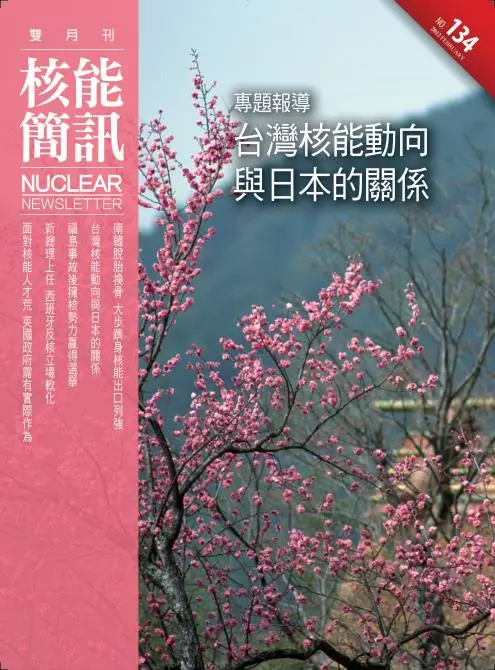 雙月刊
核能
簡訊
NUCLEAR
NEWSLETTER
NO. 134
2012 FEBRUARY
專題報導
台灣核能動向
與日本的關係
南韓脫胎換骨 大步躋身核能出口列強
台灣核能動向與日本的關係
福島事故後擁核勢力贏得選舉
新總理上任 西班牙反核立場軟化
面對核能人才荒 英國政府需有實際作為